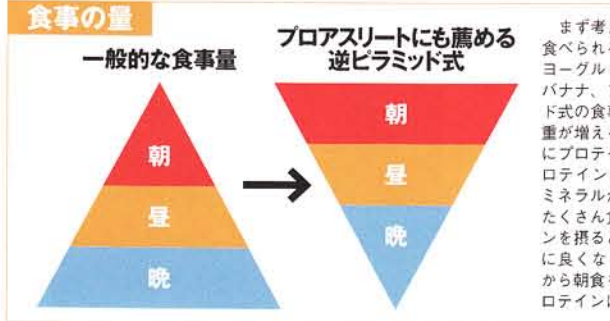 食事の量
一般的な食事量
プロアスリートにも薦める
逆ピラミッド式
朝
昼
晩
朝
昼
晩
まず考
食べられ
ヨーグル
バナナ、
ド式の食
重が増え
にプロテ
ロテイン
ミネラル
たくさん
ンを摂る
に良くな
から朝食
ロテイン